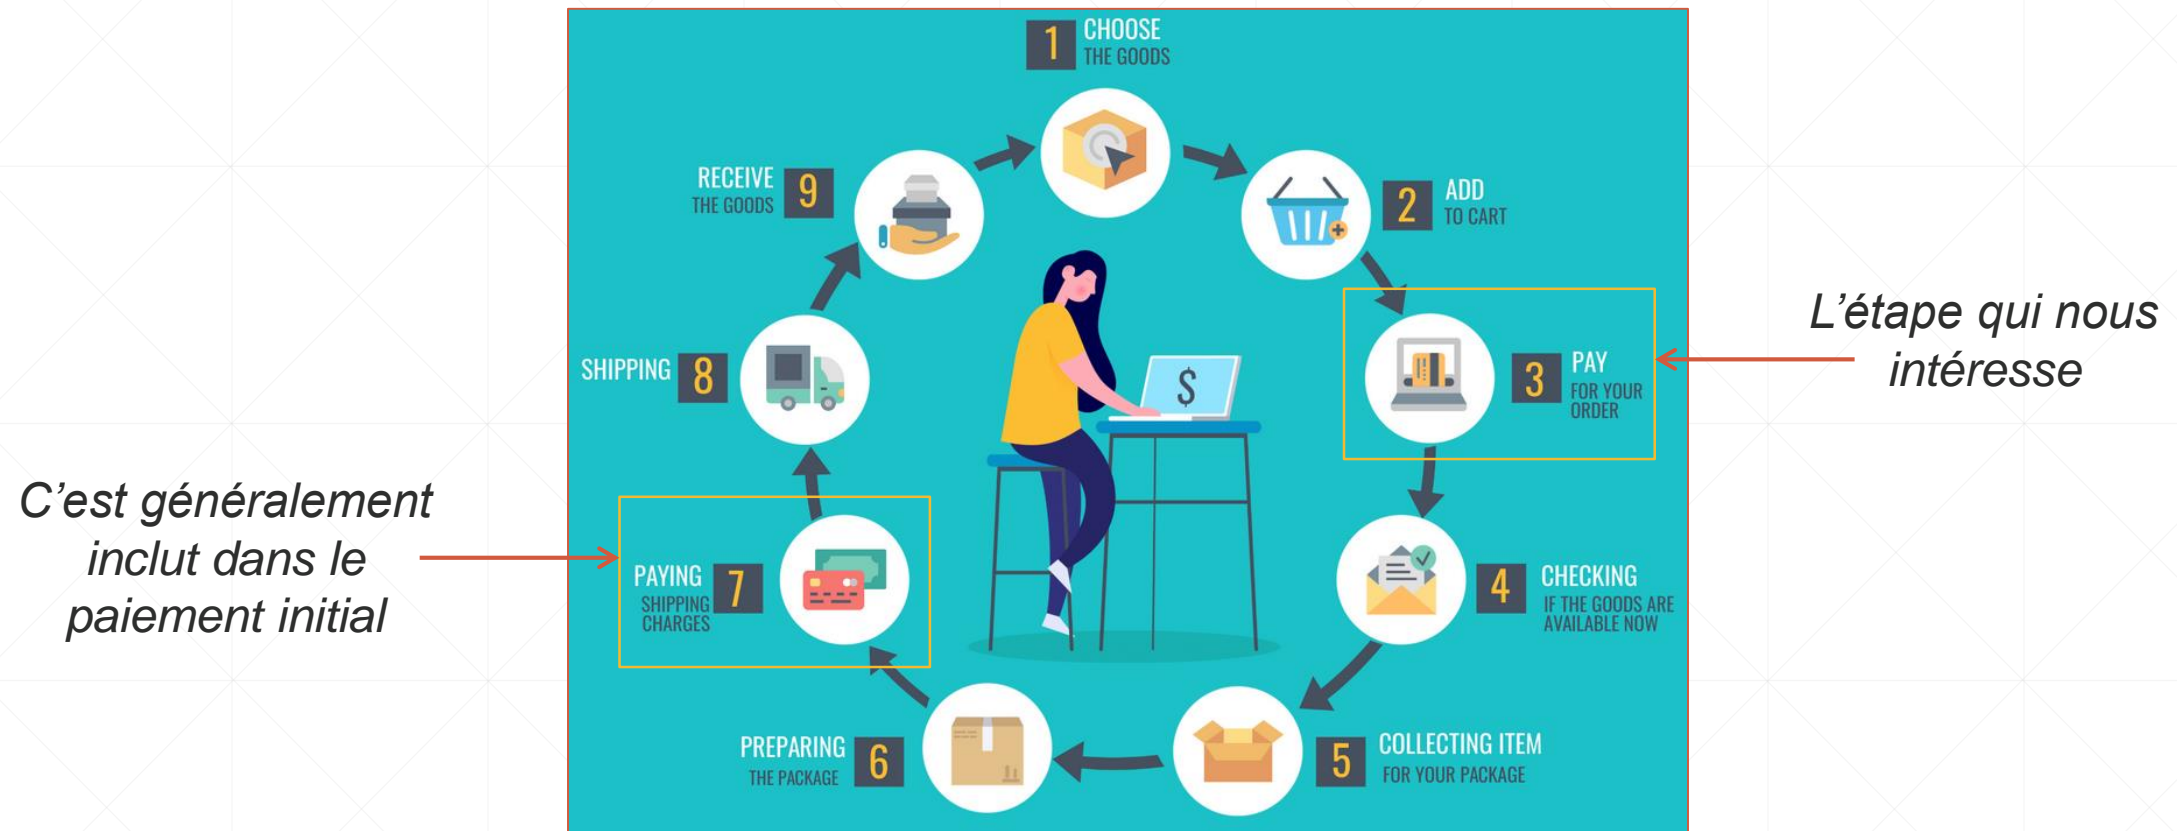 1
CHOOSE
THE GOODS
2
ADD
TO CART
3
PAY
FOR YOUR
ORDER
L’étape qui nous
intéresse
4
CHECKING
IF THE GOODS ARE
AVAILABLE NOW
5
COLLECTING ITEM
FOR YOUR PACKAGE
6
PREPARING
THE PACKAGE
7
PAYING
SHIPPING
CHARGES
C’est généralement
inclut dans le
paiement initial
8
SHIPPING
9
RECEIVE
THE GOODS
$